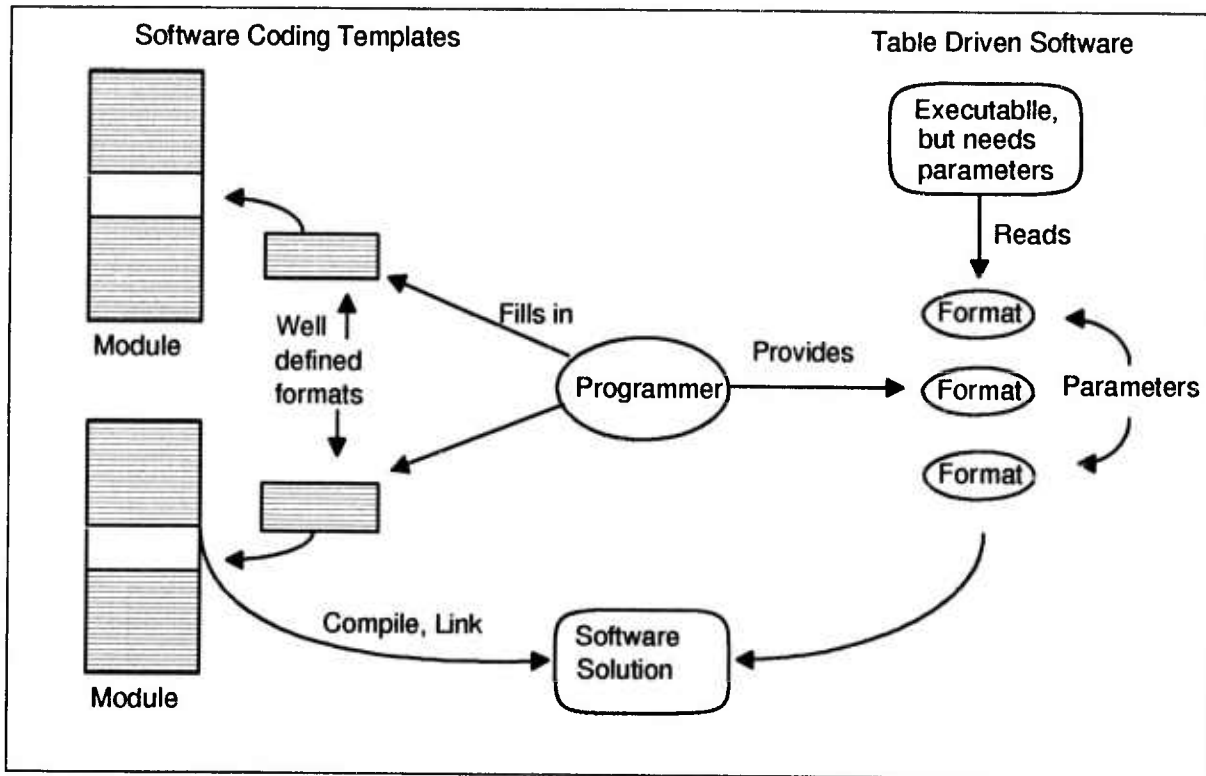 Software Coding Templates
Table Driven Software
Executablle,
but needs
parameters
Reads
Format
Format
Format
Parameters
Module
Well
defined
formats
Fills in
Programmer
Provides
Module
Compile, Link
Software
Solution